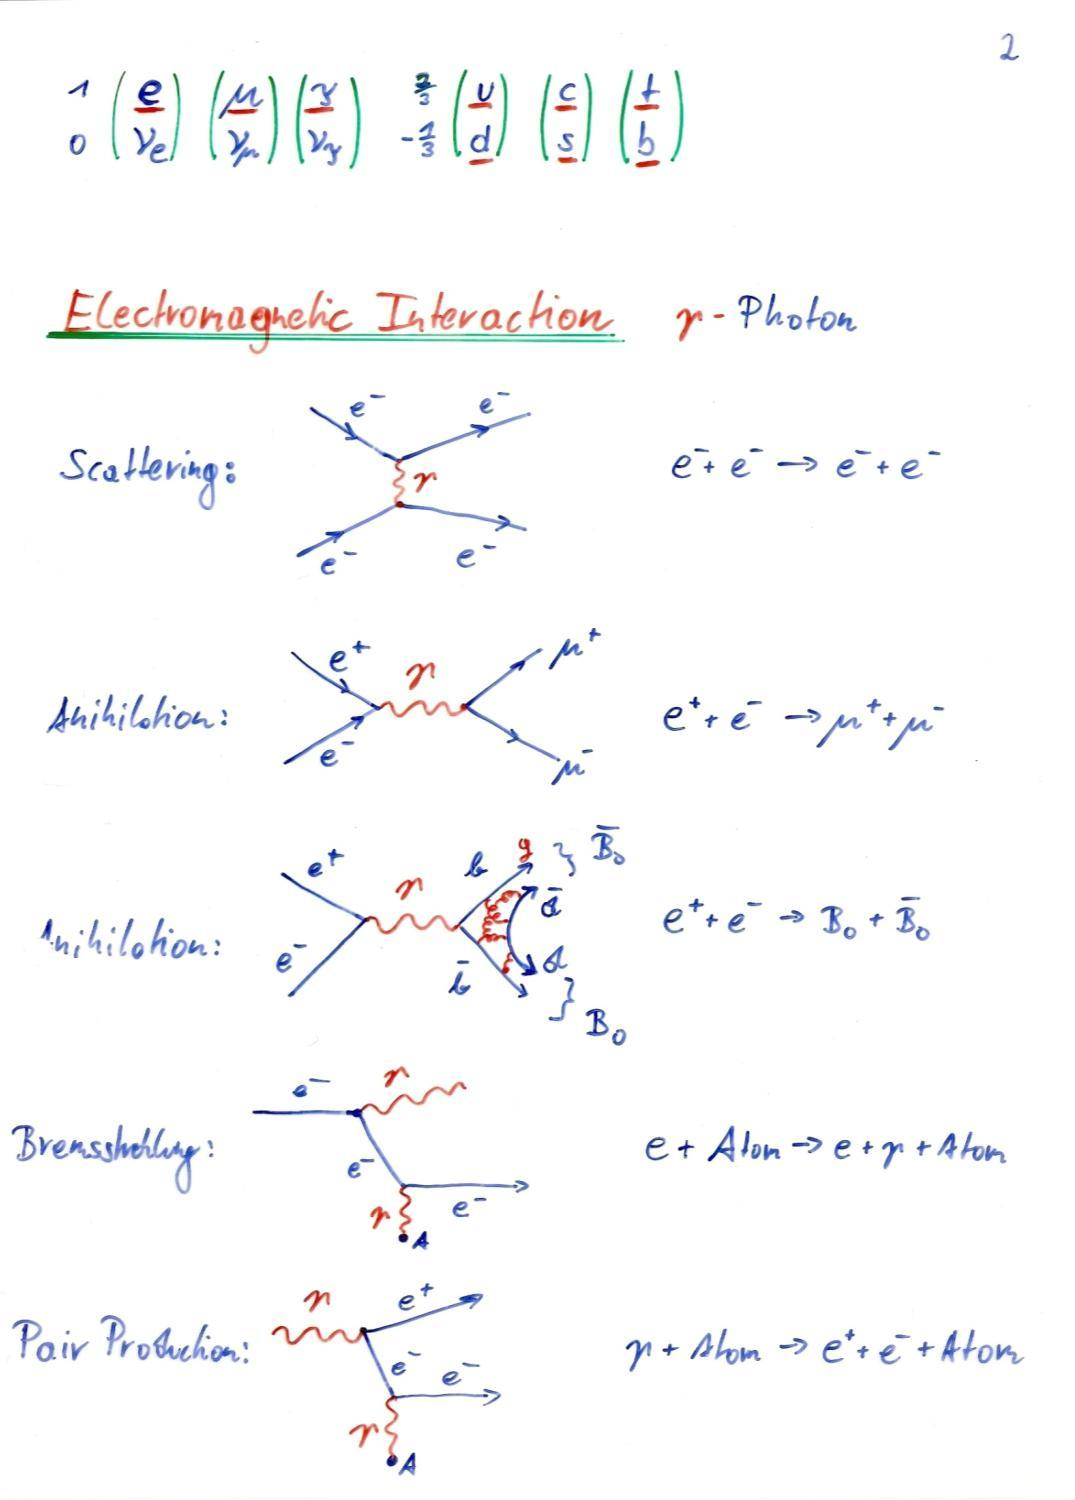 2
1 (e) (μ) (τ) 2/3 (u) (c) (t)
0 (νe) (νμ) (ντ) -1/3 (d) (s) (b)
Electromagnetic Interaction γ - Photon
e⁻ e⁻
Scattering: γ e⁻ + e⁻ → e⁻ + e⁻
e⁻ e⁻
e⁺ γ μ⁺
Anihilation: e⁺ + e⁻ → μ⁺ + μ⁻
e⁻ μ⁻
e⁺ γ b g } B̄₀
d̄ e⁺ + e⁻ → B₀ + B̄₀
Anihilation: e⁻ b̄ d
} B₀
e⁻ γ
Bremsstrahlung: e⁻ e + Atom → e + γ + Atom
γ e⁻
A
γ e⁺
Pair Production: e⁻ e⁻ γ + Atom → e⁺ + e⁻ + Atom
γ
A